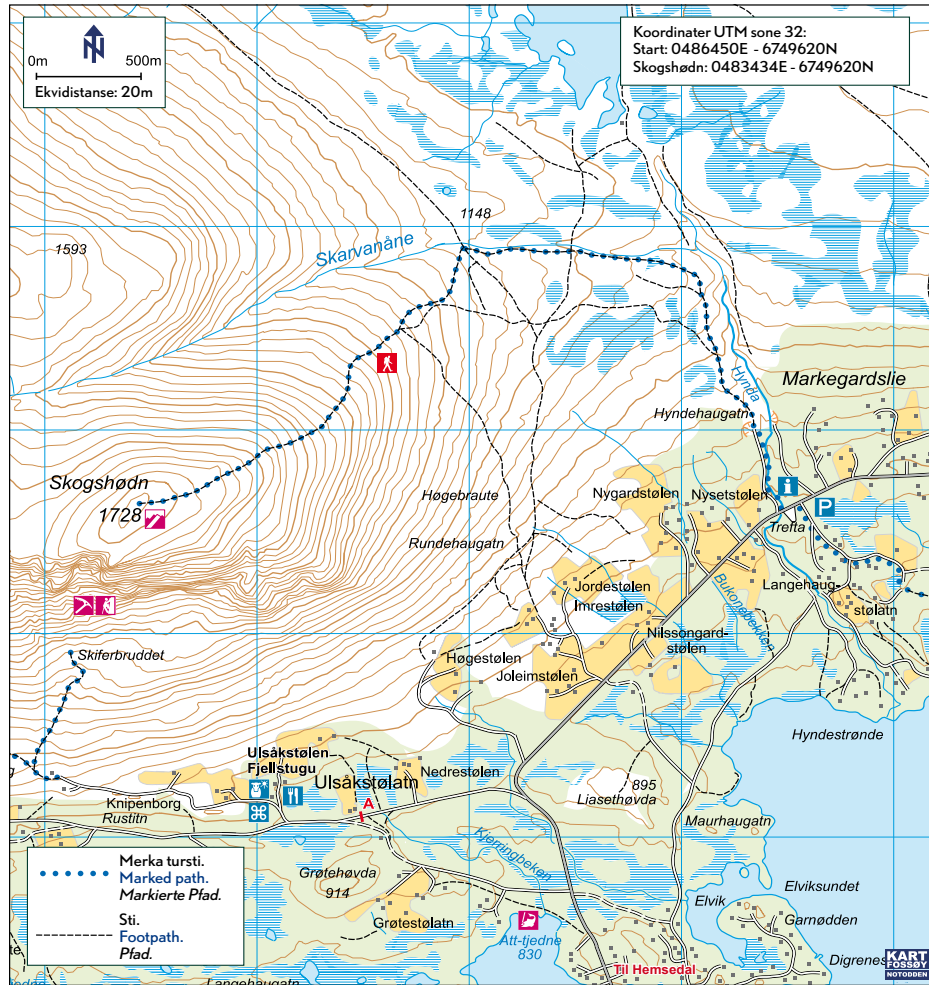 N
0m 500m
Ekvidistanse: 20m
Koordinater UTM sone 32:
Start: 0486450E - 6749620N
Skogshødn: 0483434E - 6749620N
1148
1593
Skarvanåne
Hynda
Markegardslie
Hyndehaugatn
Skogshødn
1728
Høgebraute
Nygardstølen
Nysetstølen
i
P
Trefta
Rundehaugatn
Jordestølen
Imrestølen
Bukonebekken
Langehaug-
stølatn
Nilssongard-
stølen
Skiferbruddet
Høgestølen
Joleimstølen
Hyndestrønde
Ulsåkstølen
Fjellstugu
Ulsåkstølatn
Nedrestølen
895
Liasethøvda
Knipenborg
Rustitn
A
Maurhaugatn
Kjerringbekken
Grøtehøvda
914
Elviksundet
Elvik
Garnødden
Grøtestølatn
Att-tjedne
830
Til Hemsedal
Digrenes
Langehaugatn
Merka tursti.
Marked path.
Markierte Pfad.
Sti.
Footpath.
Pfad.
KART
FOSSØY
NOTODDEN